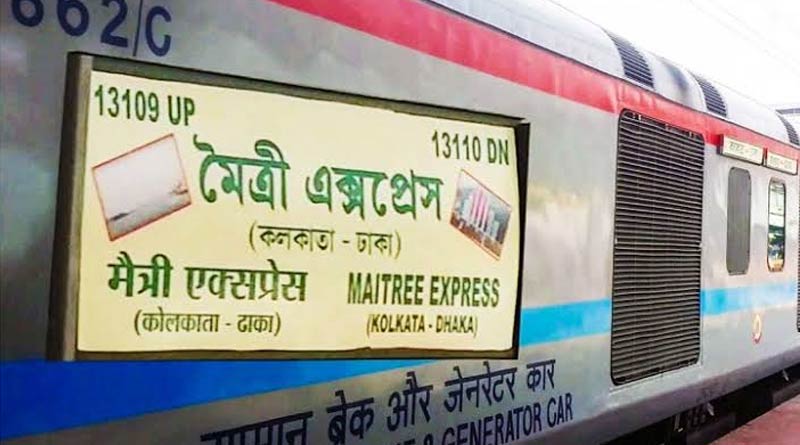 662/C
13109 UP
13110 DN
মৈত্রী এক্সপ্রেস
(কলকাতা - ঢাকা)
मैत्री एक्सप्रेस
(कोलकाता - ढाका)
MAITREE EXPRESS
(KOLKATA - DHAKA)
सामान ब्रेक और जेनरेटर कार
& GENERATOR CAR